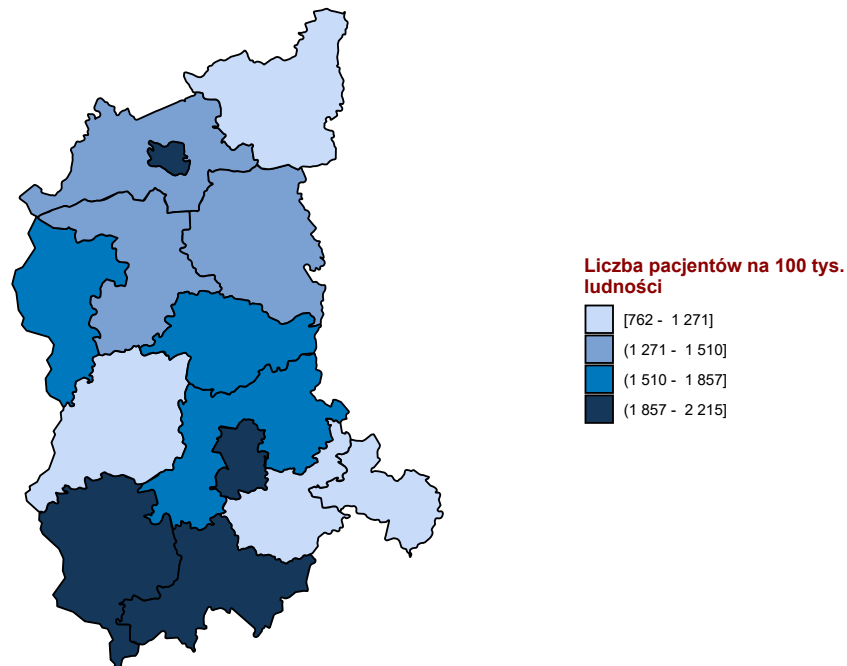 Liczba pacjentów na 100 tys.
ludności
[762 - 1 271]
(1 271 - 1 510]
(1 510 - 1 857]
(1 857 - 2 215]